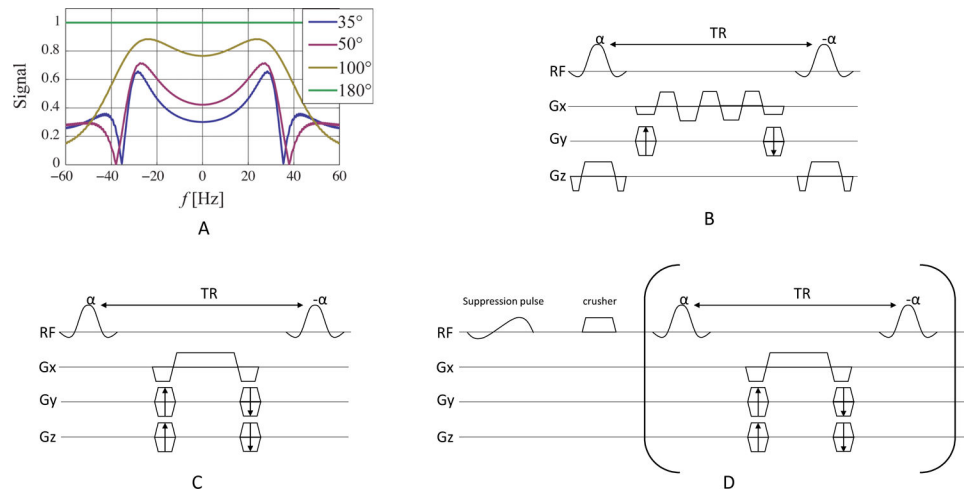 1
0.8
0.6
0.4
0.2
0
Signal
-60 -40 -20 0 20 40 60
f [Hz]
35°
50°
100°
180°
A
α TR -α
RF
Gx
Gy
Gz
B
α TR -α
RF
Gx
Gy
Gz
C
Suppression pulse crusher α TR -α
RF
Gx
Gy
Gz
D